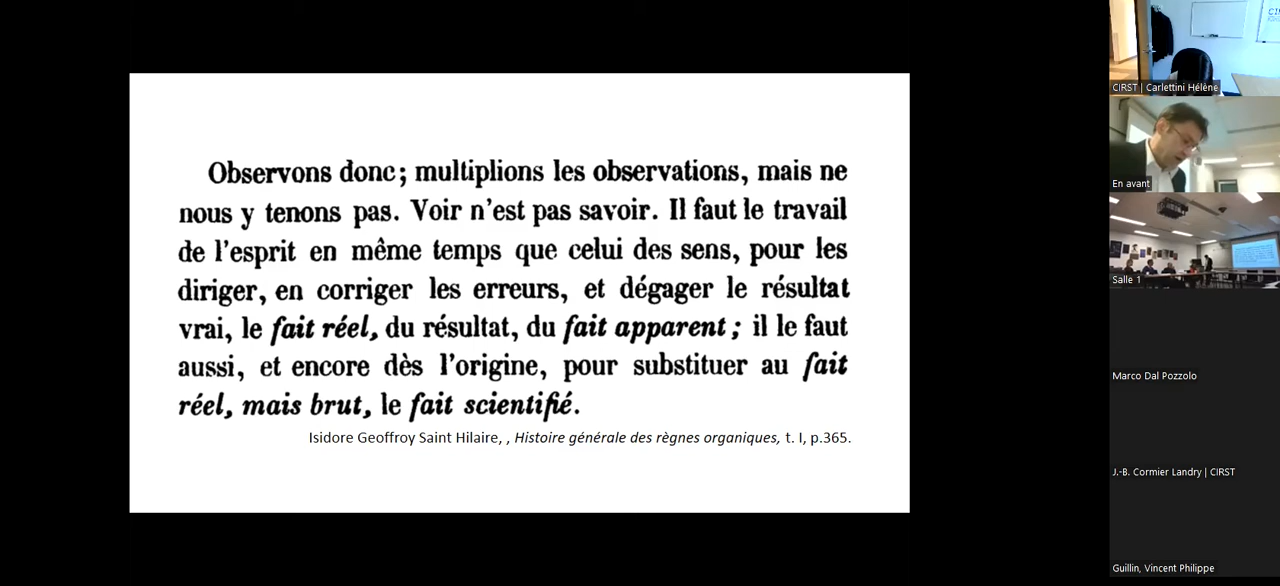 Observons donc; multiplions les observations, mais ne
nous y tenons pas. Voir n'est pas savoir. Il faut le travail
de l'esprit en même temps que celui des sens, pour les
diriger, en corriger les erreurs, et dégager le résultat
vrai, le fait réel, du résultat, du fait apparent; il le faut
aussi, et encore dès l'origine, pour substituer au fait
réel, mais brut, le fait scientifié.
Isidore Geoffroy Saint Hilaire, , Histoire générale des règnes organiques, t. I, p.365.
CIRST | Carlettini Hélène
En avant
Salle 1
Marco Dal Pozzolo
J.-B. Cormier Landry | CIRST
Guillin, Vincent Philippe